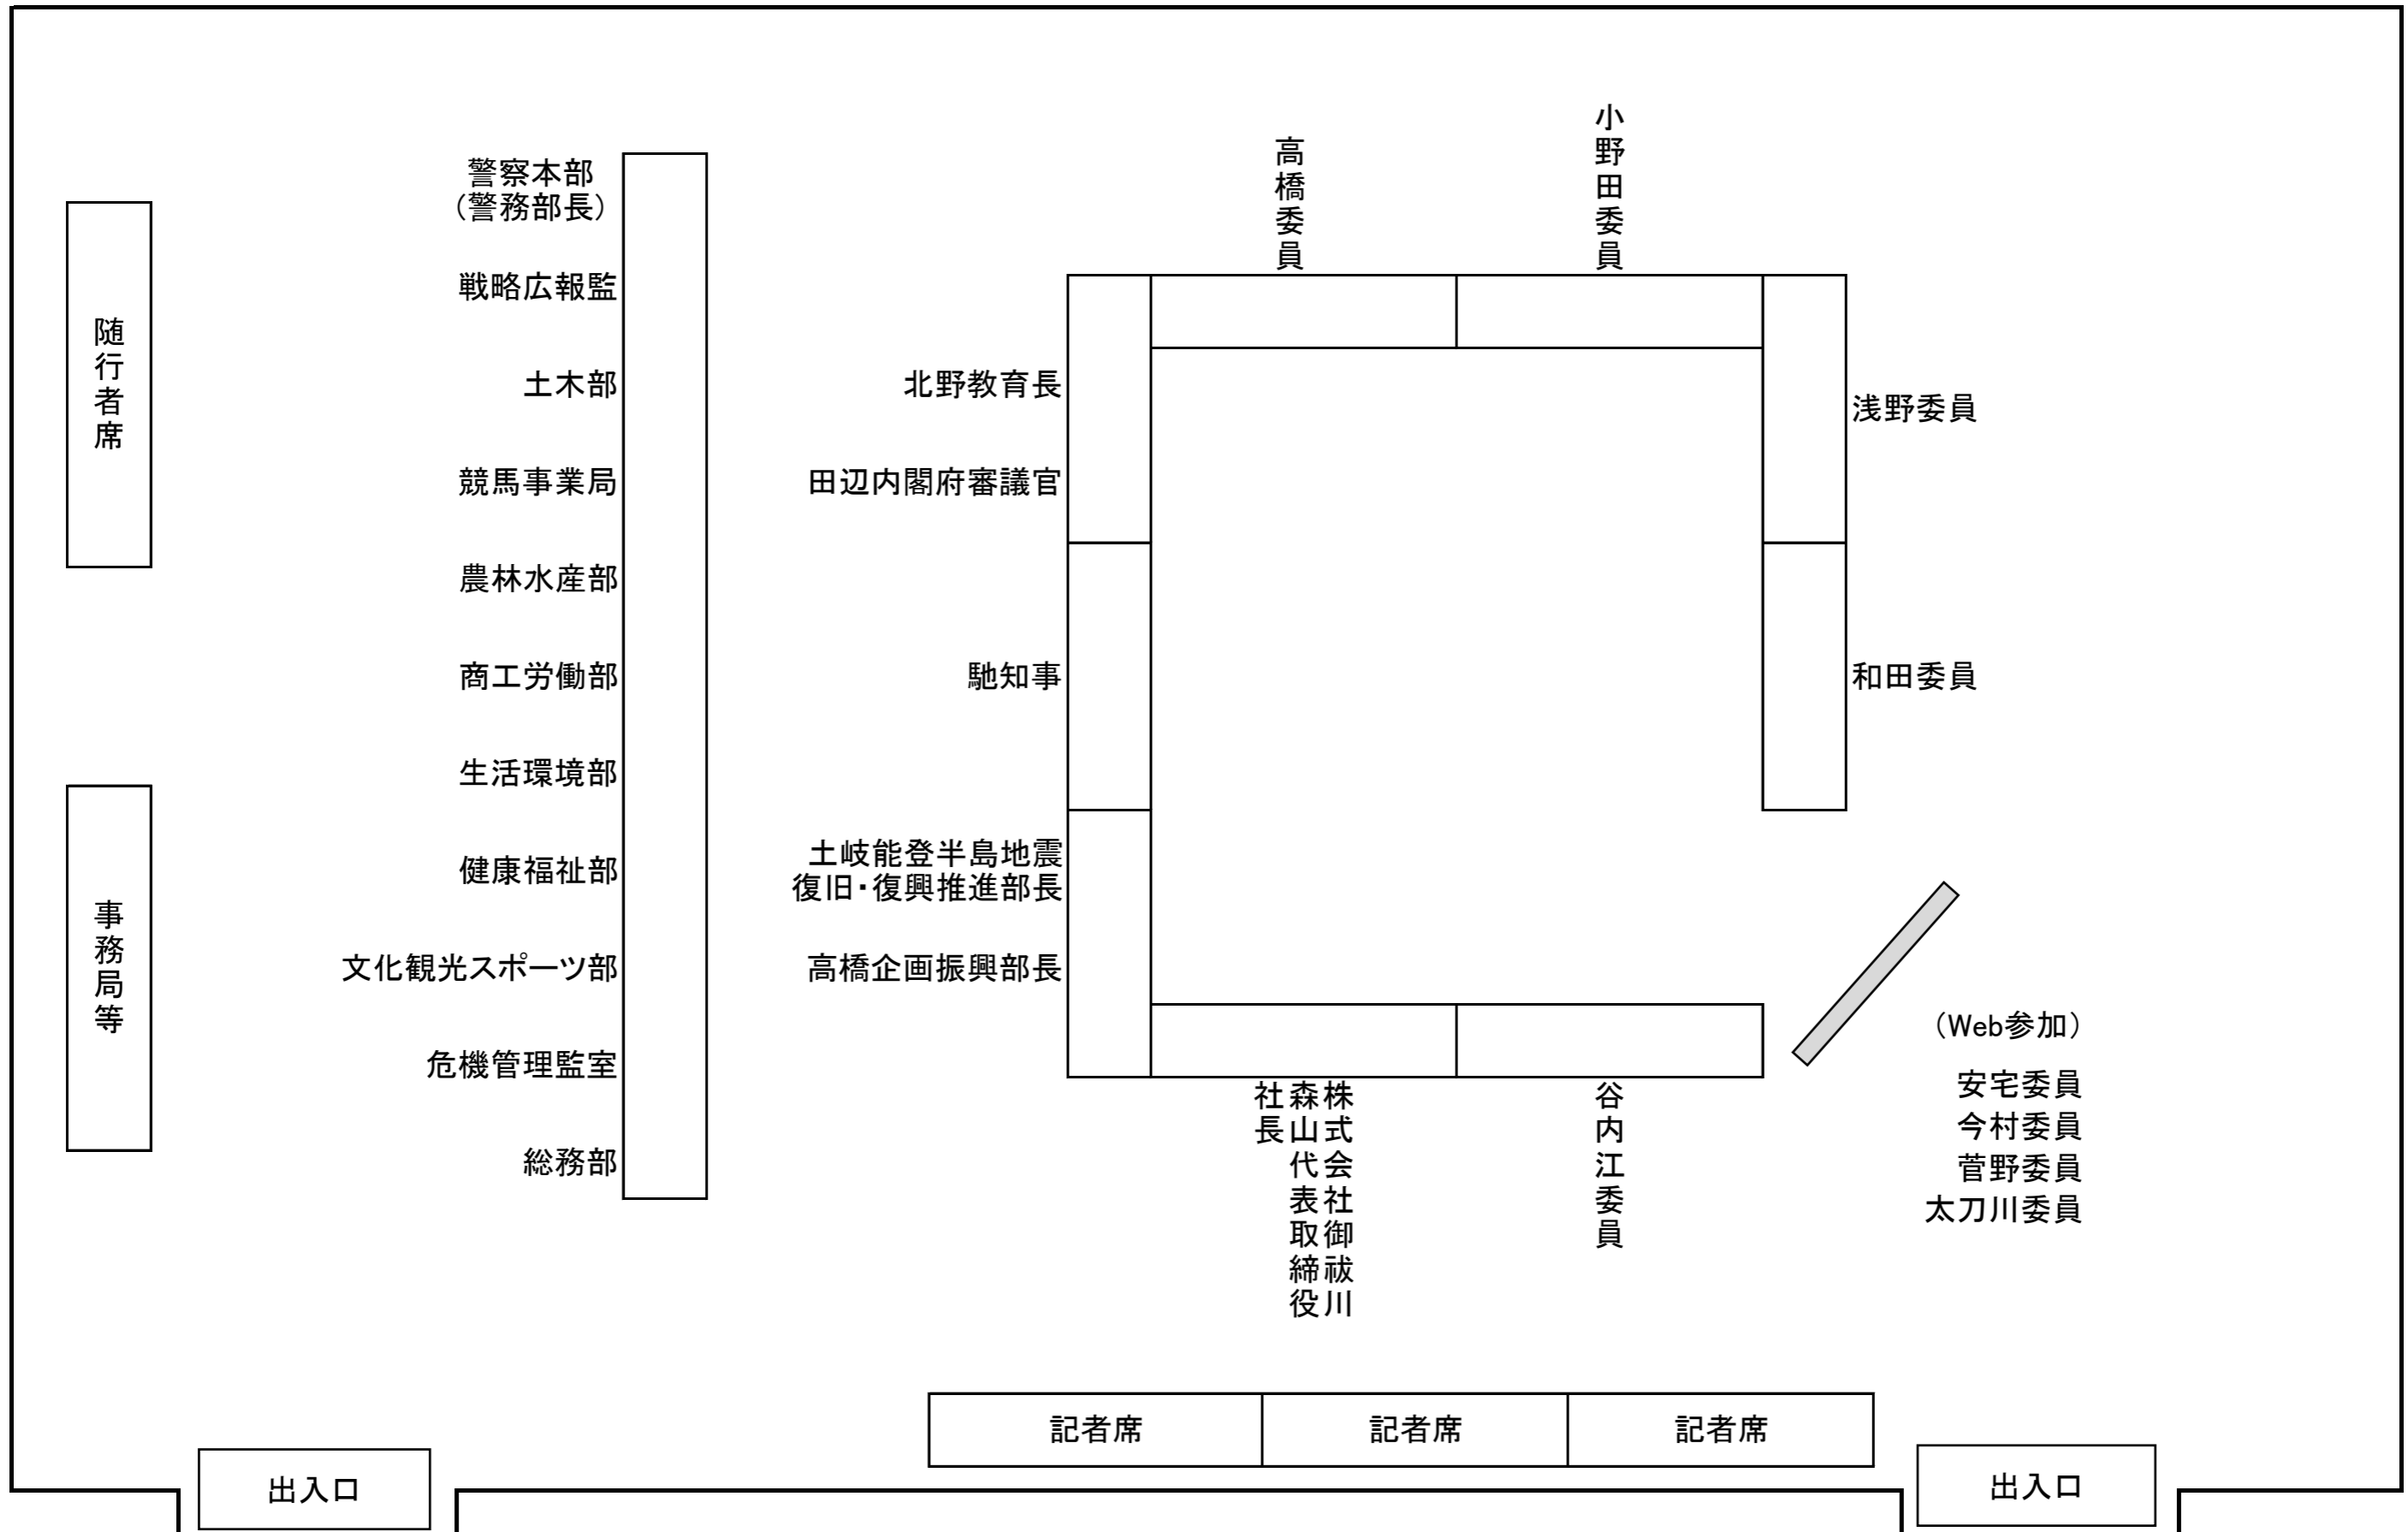 随行者席
事務局等
警察本部
（警務部長）
戦略広報監
土木部
競馬事業局
農林水産部
商工労働部
生活環境部
健康福祉部
文化観光スポーツ部
危機管理監室
総務部
高橋委員
小野田委員
北野教育長
田辺内閣府審議官
馳知事
土岐能登半島地震
復旧・復興推進部長
高橋企画振興部長
浅野委員
和田委員
株式会社御祓川
森山代表取締役
社長
谷内江委員
（Web参加）
安宅委員
今村委員
菅野委員
太刀川委員
記者席
記者席
記者席
出入口
出入口